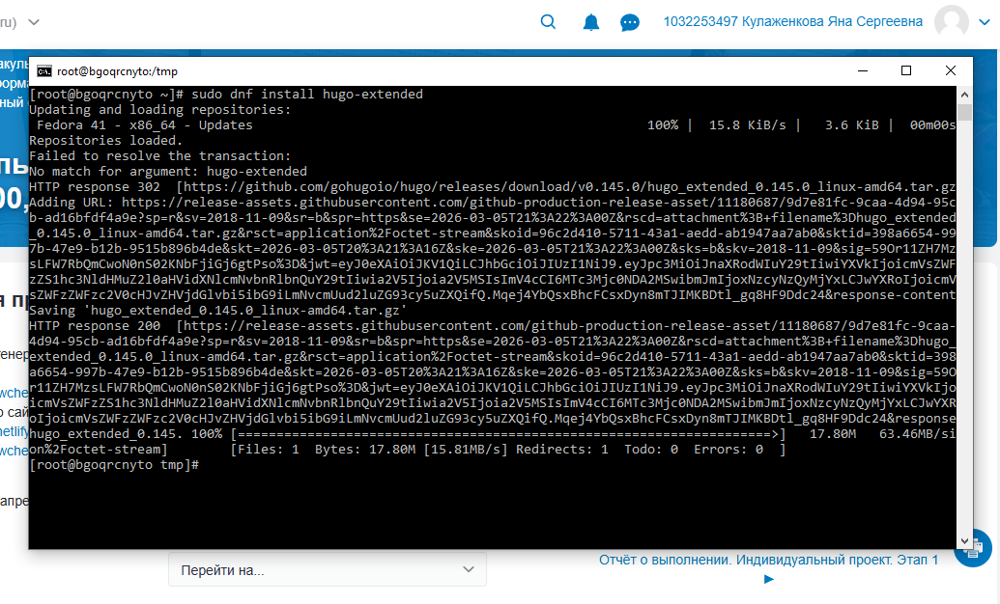 ru)
1032253497 Кулаженкова Яна Сергеевна
root@bgoqrcnyto:/tmp
[root@bgoqrcnyto ~]# sudo dnf install hugo-extended
Updating and loading repositories:
Fedora 41 - x86_64 - Updates 100% | 15.8 KiB/s | 3.6 KiB | 00m00s
Repositories loaded.
Failed to resolve the transaction:
No match for argument: hugo-extended
HTTP response 302 [https://github.com/gohugoio/hugo/releases/download/v0.145.0/hugo_extended_0.145.0_linux-amd64.tar.gz
Adding URL: https://release-assets.githubusercontent.com/github-production-release-asset/11180687/9d7e81fc-9caa-4d94-95c
b-ad16bfdf4a9e?sp=r&sv=2018-11-09&sr=b&spr=https&se=2026-03-05T21%3A22%3A00Z&rscd=attachment%3B+filename%3Dhugo_extended
_0.145.0_linux-amd64.tar.gz&rsct=application%2Foctet-stream&skoid=96c2d410-5711-43a1-aedd-ab1947aa7ab0&sktid=398a6654-99
7b-47e9-b12b-9515b896b4de&skt=2026-03-05T20%3A21%3A16Z&ske=2026-03-05T21%3A22%3A00Z&sks=b&skv=2018-11-09&sig=59Or11ZH7Mz
sLFW7RbQmCwoN0nS02KNbFjiGj6gtPso%3D&jwt=eyJ0eXAiOiJKV1QiLCJhbGciOiJIUzI1NiJ9.eyJpc3MiOiJnaXRodWIuY29tIiwiYXVkIjoicmVsZWF
zZS1hc3NldHMuZ2l0aHVidXNlcmNvbnRlbnQuY29tIiwia2V5Ijoia2V5MSIsImV4cCI6MTc3Mjc0NDA2MSwibmJmIjoxNzcyNzQyMjYxLCJwYXRoIjoicmV
sZWFzZWFzc2V0cHJvZHVjdGlvbi5ibG9iLmNvcmUud2luZG93cy5uZXQifQ.Mqej4YbQsxBhcFCsxDyn8mTJIMKBDtl_gq8HF9Ddc24&response-content
Saving 'hugo_extended_0.145.0_linux-amd64.tar.gz'
HTTP response 200 [https://release-assets.githubusercontent.com/github-production-release-asset/11180687/9d7e81fc-9caa-
4d94-95cb-ad16bfdf4a9e?sp=r&sv=2018-11-09&sr=b&spr=https&se=2026-03-05T21%3A22%3A00Z&rscd=attachment%3B+filename%3Dhugo_
extended_0.145.0_linux-amd64.tar.gz&rsct=application%2Foctet-stream&skoid=96c2d410-5711-43a1-aedd-ab1947aa7ab0&sktid=398
a6654-997b-47e9-b12b-9515b896b4de&skt=2026-03-05T20%3A21%3A16Z&ske=2026-03-05T21%3A22%3A00Z&sks=b&skv=2018-11-09&sig=59O
r11ZH7MzsLFW7RbQmCwoN0nS02KNbFjiGj6gtPso%3D&jwt=eyJ0eXAiOiJKV1QiLCJhbGciOiJIUzI1NiJ9.eyJpc3MiOiJnaXRodWIuY29tIiwiYXVkIjo
icmVsZWFzZS1hc3NldHMuZ2l0aHVidXNlcmNvbnRlbnQuY29tIiwia2V5Ijoia2V5MSIsImV4cCI6MTc3Mjc0NDA2MSwibmJmIjoxNzcyNzQyMjYxLCJwYXR
oIjoicmVsZWFzZWFzc2V0cHJvZHVjdGlvbi5ibG9iLmNvcmUud2luZG93cy5uZXQifQ.Mqej4YbQsxBhcFCsxDyn8mTJIMKBDtl_gq8HF9Ddc24&response
hugo_extended_0.145. 100% [=====================================================================>] 17.80M 63.46MB/si
on%2Foctet-stream] [Files: 1 Bytes: 17.80M [15.81MB/s] Redirects: 1 Todo: 0 Errors: 0 ]
[root@bgoqrcnyto tmp]#
Перейти на...
Отчёт о выполнении. Индивидуальный проект. Этап 1
►